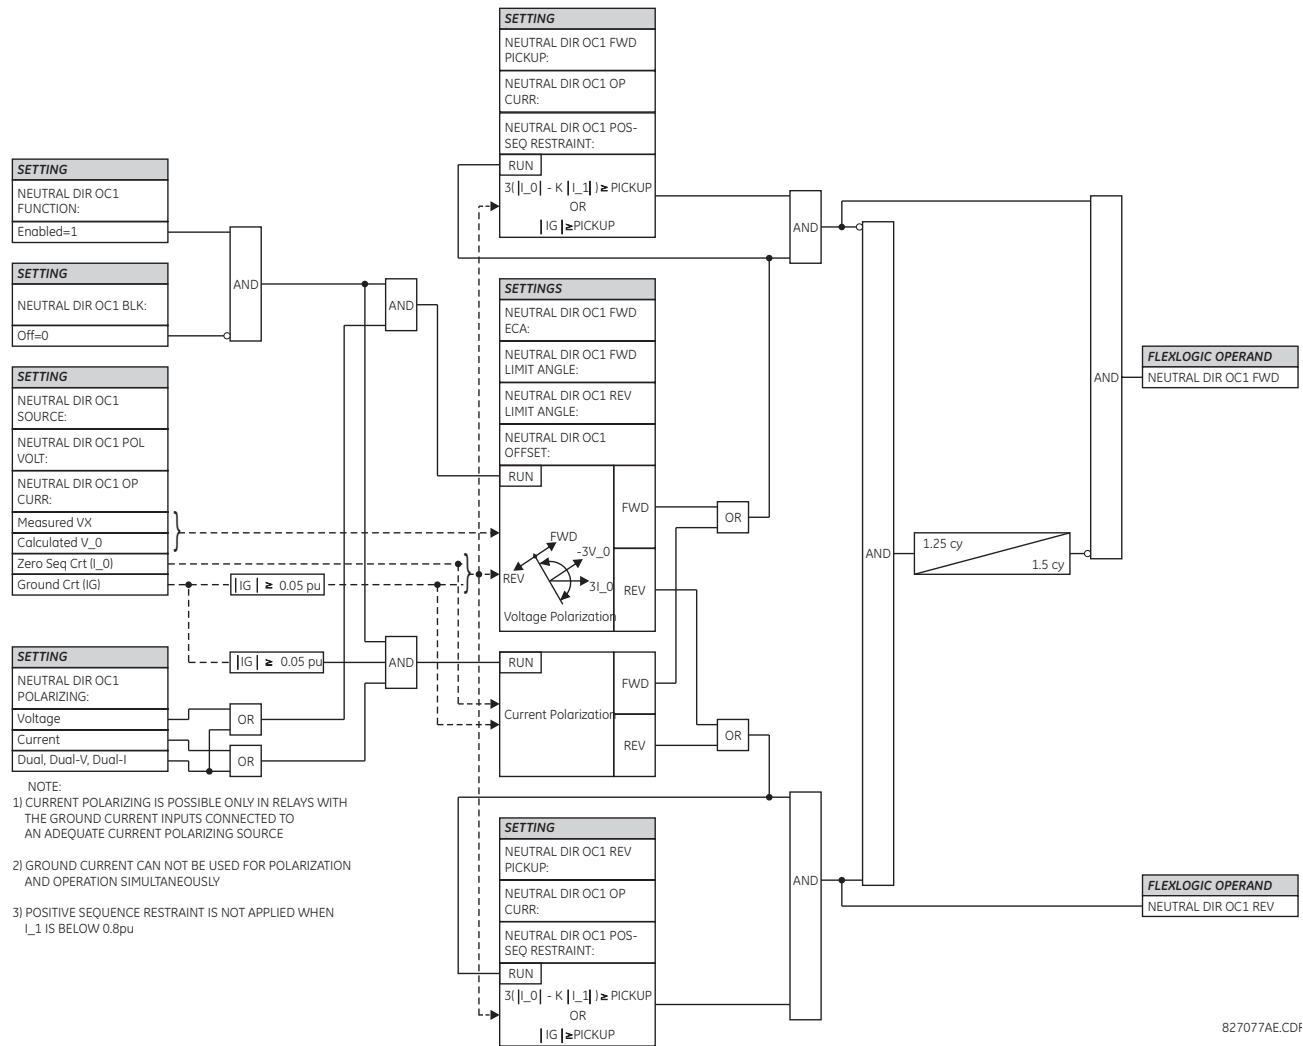 SETTING
NEUTRAL DIR OC1 FWD
PICKUP:
NEUTRAL DIR OC1 OP
CURR:
NEUTRAL DIR OC1 POS-
SEQ RESTRAINT:
RUN
3(|I_0| - K |I_1|) ≥ PICKUP
OR
|IG| ≥PICKUP
SETTING
NEUTRAL DIR OC1
FUNCTION:
Enabled=1
SETTING
NEUTRAL DIR OC1 BLK:
Off=0
AND
AND
SETTING
NEUTRAL DIR OC1
SOURCE:
NEUTRAL DIR OC1 POL
VOLT:
NEUTRAL DIR OC1 OP
CURR:
Measured VX
Calculated V_0
Zero Seq Crt (I_0)
Ground Crt (IG)
|IG| ≥ 0.05 pu
|IG| ≥ 0.05 pu
AND
SETTING
NEUTRAL DIR OC1
POLARIZING:
Voltage
Current
Dual, Dual-V, Dual-I
OR
OR
NOTE:
1) CURRENT POLARIZING IS POSSIBLE ONLY IN RELAYS WITH
THE GROUND CURRENT INPUTS CONNECTED TO
AN ADEQUATE CURRENT POLARIZING SOURCE
2) GROUND CURRENT CAN NOT BE USED FOR POLARIZATION
AND OPERATION SIMULTANEOUSLY
3) POSITIVE SEQUENCE RESTRAINT IS NOT APPLIED WHEN
I_1 IS BELOW 0.8pu
SETTINGS
NEUTRAL DIR OC1 FWD
ECA:
NEUTRAL DIR OC1 FWD
LIMIT ANGLE:
NEUTRAL DIR OC1 REV
LIMIT ANGLE:
NEUTRAL DIR OC1
OFFSET:
RUN
FWD
REV
FWD
-3V_0
REV
3I_0
Voltage Polarization
RUN
FWD
Current Polarization
REV
OR
OR
SETTING
NEUTRAL DIR OC1 REV
PICKUP:
NEUTRAL DIR OC1 OP
CURR:
NEUTRAL DIR OC1 POS-
SEQ RESTRAINT:
RUN
3(|I_0| - K |I_1|) ≥ PICKUP
OR
|IG| ≥PICKUP
AND
AND
AND
1.25 cy
1.5 cy
AND
FLEXLOGIC OPERAND
NEUTRAL DIR OC1 FWD
FLEXLOGIC OPERAND
NEUTRAL DIR OC1 REV
827077AE.CDR